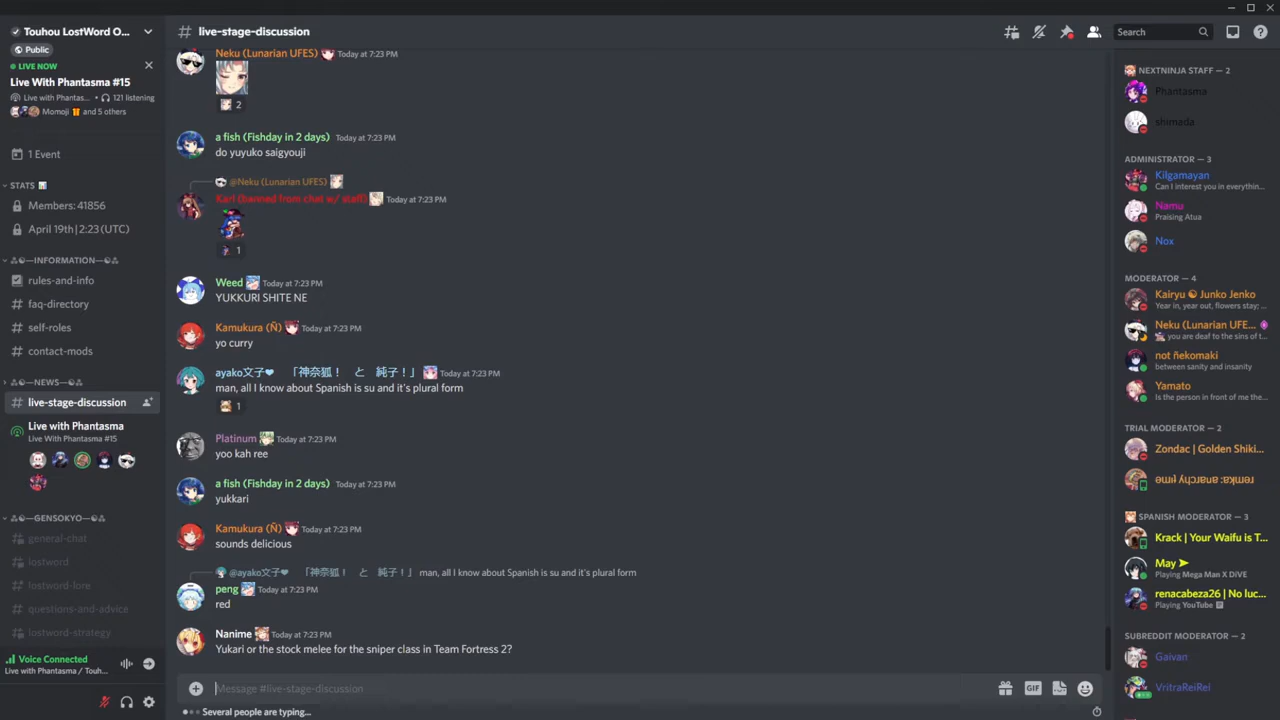 Touhou LostWord O...
Public
LIVE NOW
Live With Phantasma #15
Live with Phantas... • 121 listening
Momoji and 5 others
1 Event
STATS
Members: 41856
April 19th | 2:23 (UTC)
INFORMATION
rules-and-info
faq-directory
self-roles
contact-mods
NEWS
live-stage-discussion
Live with Phantasma
Live With Phantasma #15
GENSOKYO
general-chat
lostword
lostword-lore
questions-and-advice
lostword-strategy
Voice Connected
Live with Phantasma / Touh...
live-stage-discussion
Search
Neku (Lunarian UFES) Today at 7:23 PM
2
a fish (Fishday in 2 days) Today at 7:23 PM
do yuyuko saigyouji
@Neku (Lunarian UFES)
Karl (banned from chat w/ staff) Today at 7:23 PM
1
Weed Today at 7:23 PM
YUKKURI SHITE NE
Kamukura (Ñ) Today at 7:23 PM
yo curry
ayako文子❤ 「神奈狐！ と 純子！」 Today at 7:23 PM
man, all I know about Spanish is su and it's plural form
1
Platinum Today at 7:23 PM
yoo kah ree
a fish (Fishday in 2 days) Today at 7:23 PM
yukkari
Kamukura (Ñ) Today at 7:23 PM
sounds delicious
@ayako文子❤ 「神奈狐！ と 純子！」 man, all I know about Spanish is su and it's plural form
peng Today at 7:23 PM
red
Nanime Today at 7:23 PM
Yukari or the stock melee for the sniper class in Team Fortress 2?
Message #live-stage-discussion
GIF
Several people are typing...
NEXTNINJA STAFF — 2
Phantasma
shimada
ADMINISTRATOR — 3
Kilgamayan
Can I interest you in everythin...
Namu
Praising Atua
Nox
MODERATOR — 4
Kairyu ☯ Junko Jenko
Year in, year out, flowers stay; ...
Neku (Lunarian UFE...
you are deaf to the sins of t...
not ñekomaki
between sanity and insanity
Yamato
Is the person in front of me the...
TRIAL MODERATOR — 2
Zondac | Golden Shiki...
SPANISH MODERATOR — 3
Krack | Your Waifu is T...
May ➤
Playing Mega Man X DiVE
renacabeza26 | No luc...
Playing YouTube
SUBREDDIT MODERATOR — 2
Gaivan
VritraReiRei